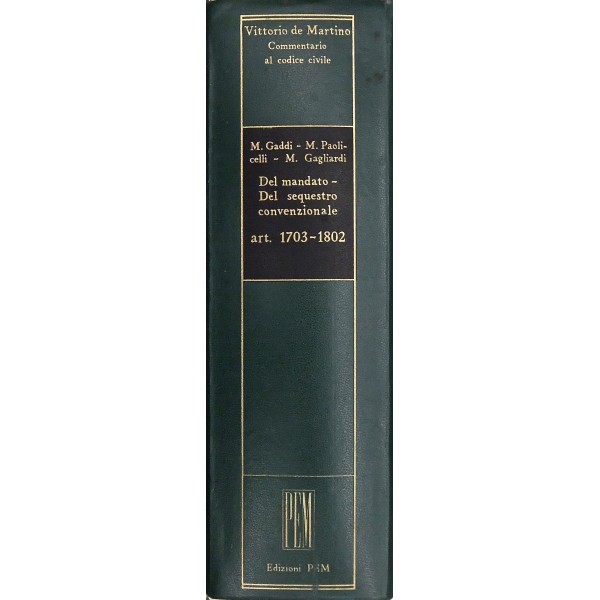 Vittorio de Martino
Commentario
al codice civile
M. Gaddi - M. Paoli-
celli - M. Gagliardi
Del mandato -
Del sequestro
convenzionale
art. 1703-1802
PEM
Edizioni PEM